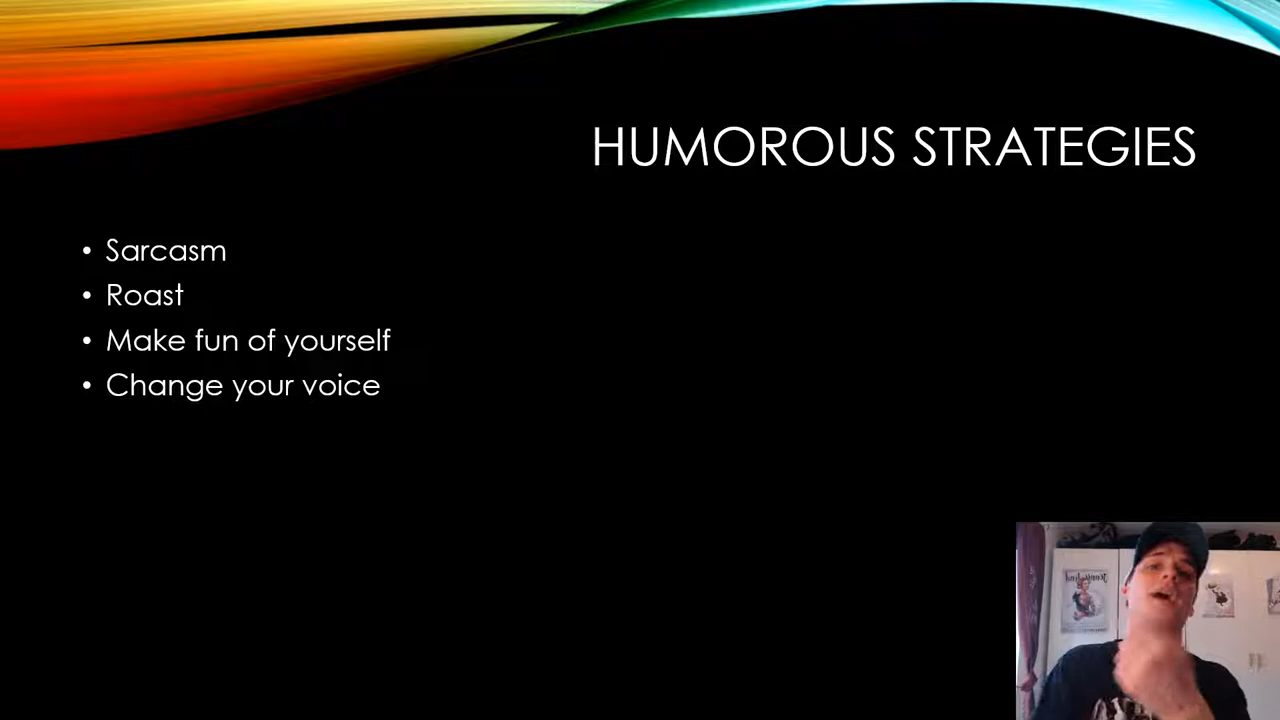 HUMOROUS STRATEGIES
• Sarcasm
• Roast
• Make fun of yourself
• Change your voice